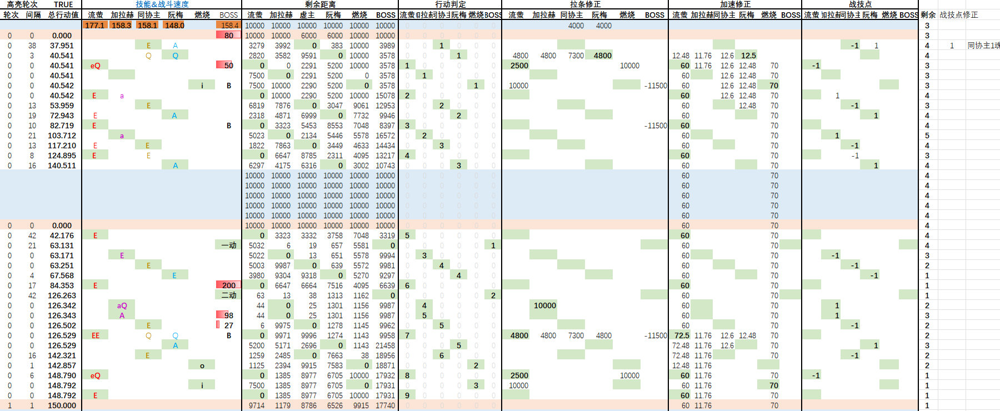 高亮轮次 TRUE 技能&战斗速度 剩余距离 行动判定 拉条修正 加速修正 战技点
轮次 间隔 总行动值 流萤 加拉赫 同协主 阮梅 燃烧 BOSS 流萤 加拉赫 虚主 阮梅 燃烧 BOSS 流萤 加拉赫 同协主 阮梅 燃烧 BOSS 流萤 加拉赫 同协主 阮梅 燃烧 BOSS 流萤 加拉赫 同协主 阮梅 燃烧 BOSS 流萤 加拉赫 同协主 阮梅 燃烧 BOSS 剩余 战技点修正
177.1 158.3 158.1 148.0 158.4 10000 10000 10000 10000 10000 10000 0 0 0 0 0 0 4000 4000 3
0 0 0.000 80 10000 10000 6000 6000 10000 10000 0 0 0 0 0 0 3
0 38 37.951 E A 3279 3992 0 383 10000 3989 0 0 1 0 0 0 -1 1 4 1 同协主1魂
0 3 40.541 Q Q 2820 3582 9591 0 10000 3578 0 0 0 1 0 0 4800 4800 7300 4800 12.48 11.76 12.6 12.5 4
0 0 40.541 eQ 50 0 0 2291 5200 10000 3578 1 0 0 0 0 0 2500 10000 60 11.76 12.6 12.48 70 -1 3
0 0 40.541 7500 0 2291 5200 0 3578 0 1 0 0 0 0 60 12.6 12.48 70 3
0 0 40.542 i B 7500 10000 2290 5200 0 3578 0 0 0 0 1 0 10000 -11500 60 12.6 12.48 70 3
0 0 40.542 E a 0 10000 2290 5200 10000 15078 2 0 0 0 0 0 60 12.6 12.48 70 1 4
0 13 53.959 E 6819 7876 0 3047 9061 12953 0 0 2 0 0 0 60 12.48 70 -1 3
0 19 72.943 E A 2318 4871 6999 0 7732 9946 0 0 0 2 0 0 60 70 1 4
0 10 82.719 E B 0 3323 5453 8553 7048 8397 3 0 0 0 0 0 -11500 60 70 4
0 21 103.712 a 5023 0 2134 5446 5578 16572 0 2 0 0 0 0 60 70 1 5
0 13 117.210 E E 1822 7863 0 3449 4633 14434 0 0 3 0 0 0 60 70 -1 4
0 8 124.895 E E 0 6647 8785 2311 4095 13217 4 0 0 0 0 0 60 70 -1 3
0 16 140.511 A 6297 4175 6316 0 3002 10743 0 0 0 3 0 0 60 70 1 4
10000 10000 10000 10000 10000 10000 0 0 0 0 0 0 60 70 4
10000 10000 10000 10000 10000 10000 0 0 0 0 0 0 60 70 4
10000 10000 10000 10000 10000 10000 0 0 0 0 0 0 60 70 4
10000 10000 10000 10000 10000 10000 0 0 0 0 0 0 60 70 4
10000 10000 10000 10000 10000 10000 0 0 0 0 0 0 60 70 4
0 0 0.000 10000 10000 10000 10000 10000 10000 0 0 0 0 0 0 60 70 4
0 42 42.176 E 0 3323 3332 3758 7048 3319 5 0 0 0 0 0 60 70 4
0 21 63.131 一动 5032 6 19 657 5581 0 0 0 0 0 0 1 60 70 4
0 0 63.171 E 5022 0 13 651 5578 9994 0 3 0 0 0 0 60 70 -1 3
0 0 63.251 E 5003 9987 0 639 5572 9981 0 0 4 0 0 0 60 70 -1 2
0 4 67.568 E 3980 9304 9318 0 5270 9297 0 0 0 4 0 0 60 70 -1 1
0 17 84.353 E 200 0 6647 6664 7516 4095 6639 6 0 0 0 0 0 60 70 1
0 42 126.263 二动 63 13 38 1313 1162 0 0 0 0 0 0 2 60 70 1
0 0 126.342 aQ 44 0 25 1301 1156 9987 0 4 0 0 0 0 10000 60 70 1 2
0 0 126.343 A 98 44 0 25 1301 1156 9987 0 5 0 0 0 0 60 70 1 3
0 0 126.502 E 27 6 9975 0 1278 1145 9962 0 0 5 0 0 0 60 70 -1 2
0 0 126.529 EE Q Q B 0 9971 9996 1274 1143 9958 7 0 0 0 0 0 4800 4800 7300 4800 -11500 72.5 11.76 12.6 12.48 70 2
0 0 126.529 A 5200 5171 2696 0 1143 21458 0 0 0 5 0 0 72.48 11.76 12.6 70 1 3
0 16 142.321 E 1259 2485 0 7663 38 18956 0 0 6 0 0 0 72.48 11.76 70 -1 2
0 1 142.857 o 1125 2394 9915 7583 0 18871 0 0 0 0 2 0 12.48 11.76 2
0 6 148.790 eQ 0 1385 8977 6705 10000 17932 8 0 0 0 0 0 2500 10000 60 11.76 70 -1 1
0 0 148.792 i 7500 1385 8977 6705 0 17931 0 0 0 0 3 0 10000 60 11.76 70 1
0 0 148.792 E 0 1385 8977 6705 10000 17931 9 0 0 0 0 0 60 11.76 70 1
1 1 150.000 9714 1179 8786 6526 9915 17740 0 0 0 0 0 0 60 11.76 70 1